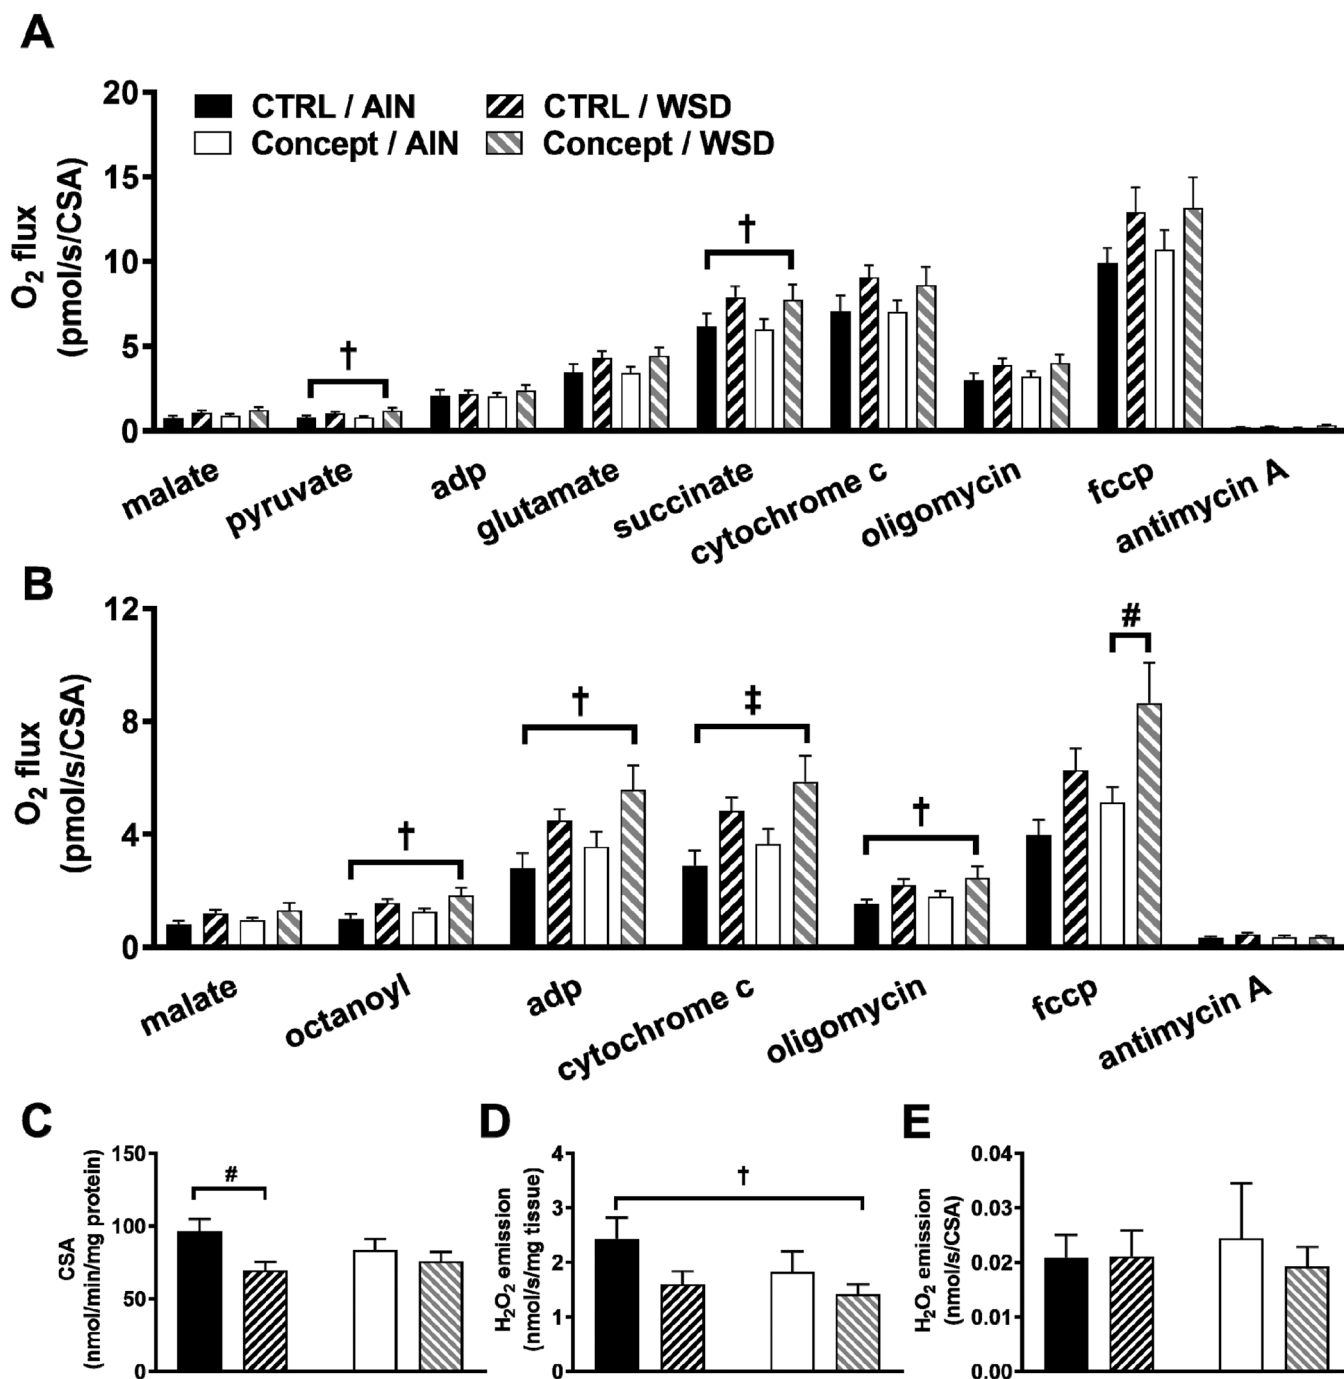 A
20
15
10
5
0
O2 flux
(pmol/s/CSA)
CTRL / AIN
CTRL / WSD
Concept / AIN
Concept / WSD
†
†
malate
pyruvate
adp
glutamate
succinate
cytochrome c
oligomycin
fccp
antimycin A
B
12
8
4
0
O2 flux
(pmol/s/CSA)
†
†
‡
†
#
malate
octanoyl
adp
cytochrome c
oligomycin
fccp
antimycin A
C
150
100
50
0
CSA
(nmol/min/mg protein)
#
D
4
3
2
1
0
H2O2 emission
(nmol/s/mg tissue)
†
E
0.04
0.03
0.02
0.01
0.00
H2O2 emission
(nmol/s/CSA)